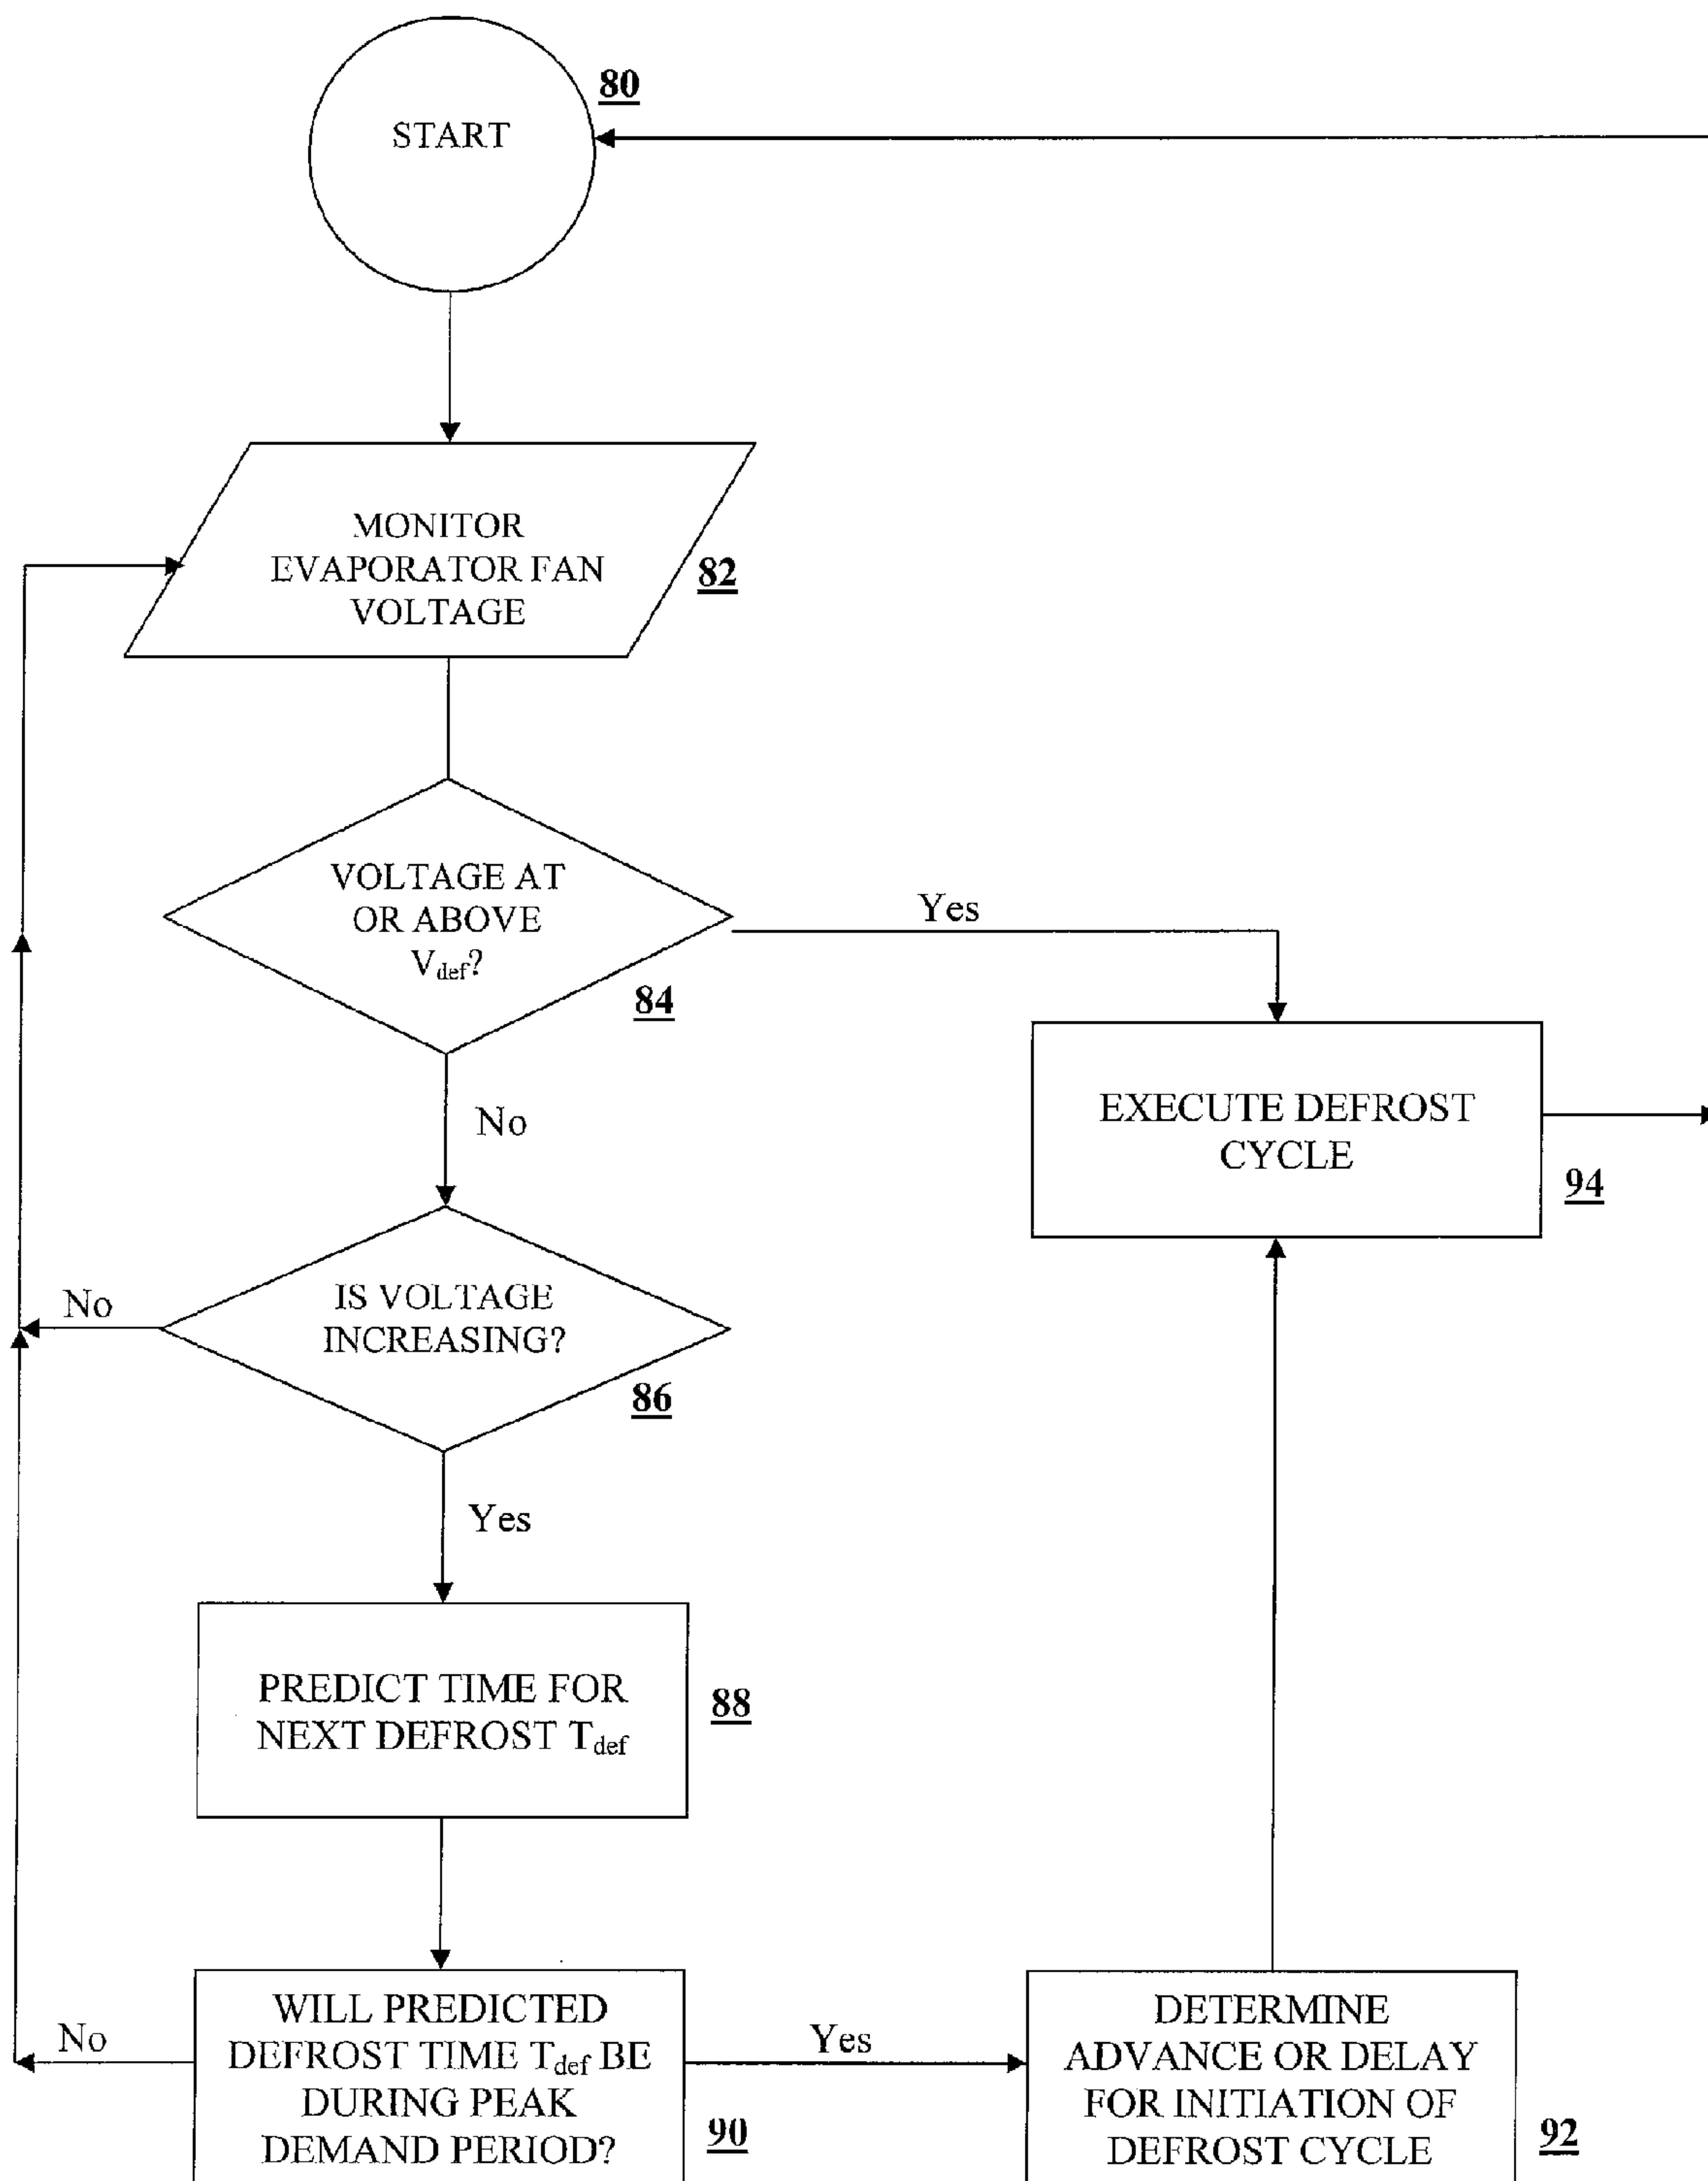 80
START
MONITOR
EVAPORATOR FAN
VOLTAGE
82
VOLTAGE AT
OR ABOVE
Vdef?
84
Yes
No
EXECUTE DEFROST
CYCLE
94
IS VOLTAGE
INCREASING?
86
No
Yes
PREDICT TIME FOR
NEXT DEFROST Tdef
88
WILL PREDICTED
DEFROST TIME Tdef BE
DURING PEAK
DEMAND PERIOD?
90
No
Yes
DETERMINE
ADVANCE OR DELAY
FOR INITIATION OF
DEFROST CYCLE
92